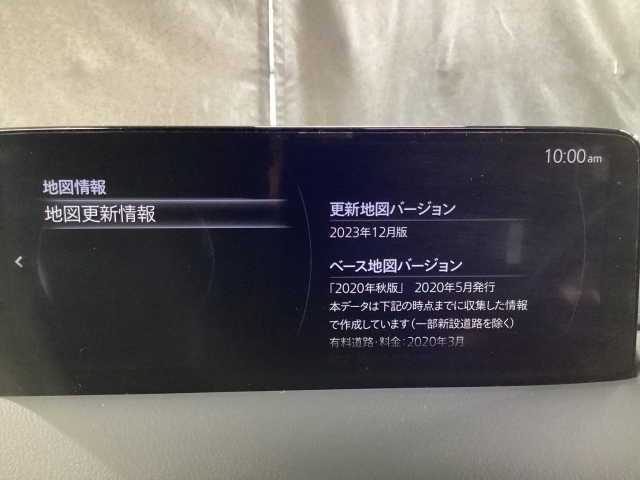 10:00am
地図情報
地図更新情報
更新地図バージョン
2023年12月版
ベース地図バージョン
「2020年秋版」 2020年5月発行
本データは下記の時点までに収集した情報
で作成しています(一部新設道路を除く)
有料道路・料金:2020年3月